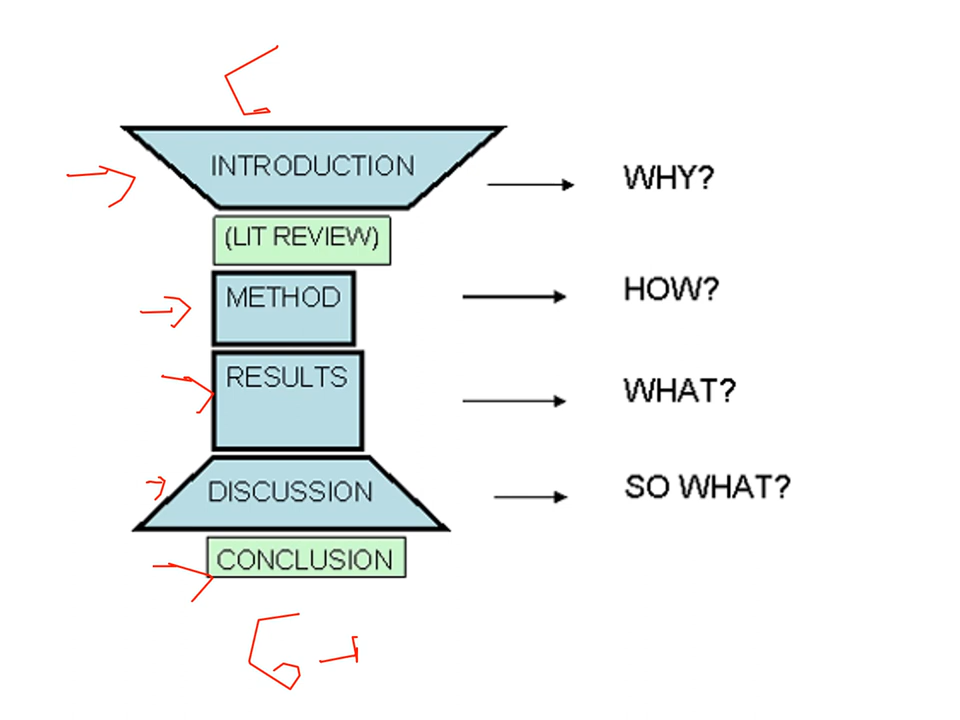 INTRODUCTION
WHY?
(LIT REVIEW)
METHOD
HOW?
RESULTS
WHAT?
DISCUSSION
SO WHAT?
CONCLUSION